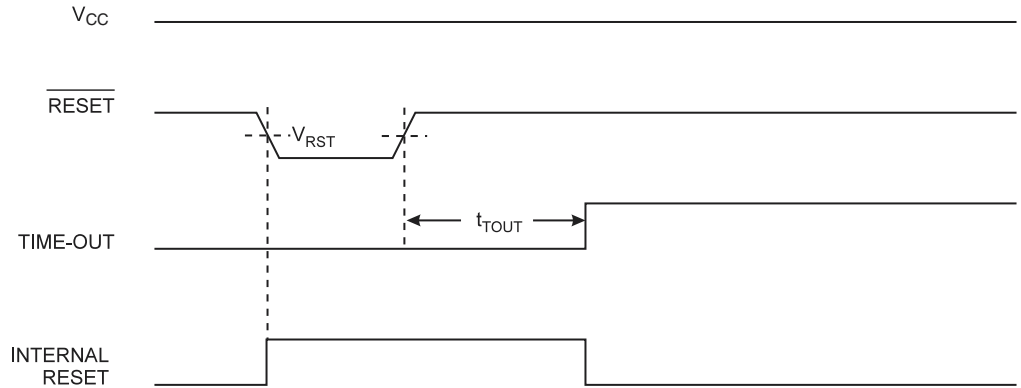 VCC
RESET
VRST
tTOUT
TIME-OUT
INTERNAL
RESET